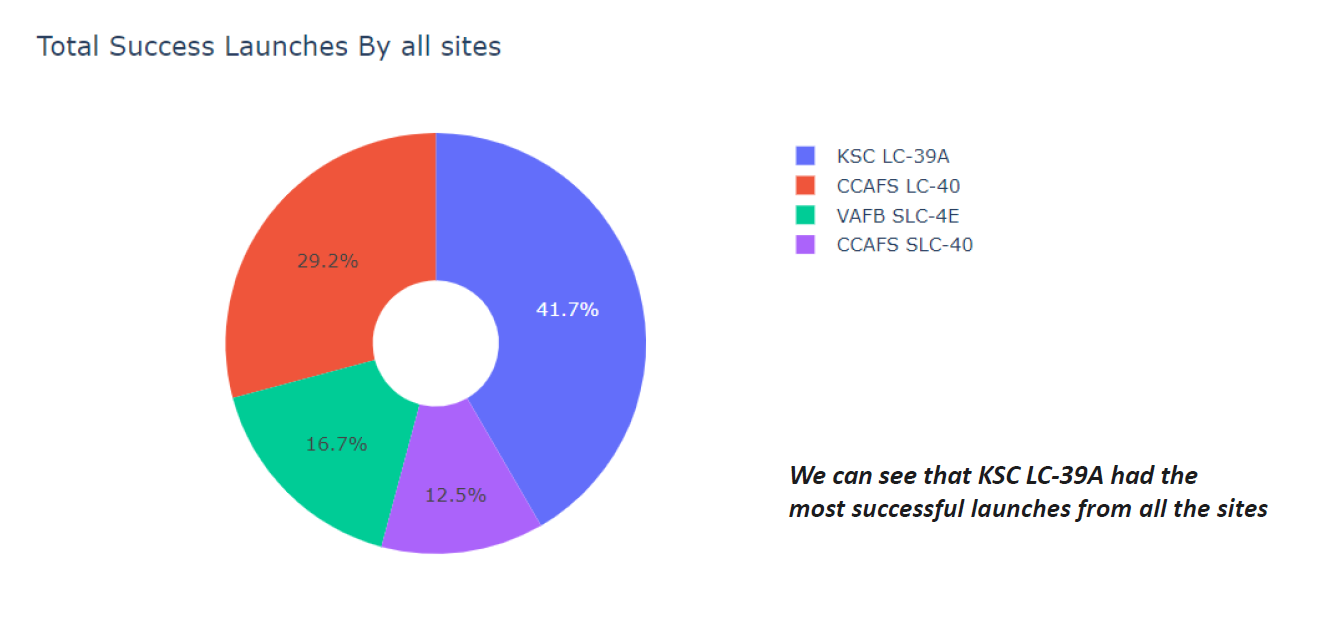 Total Success Launches By all sites
KSC LC-39A
CCAFS LC-40
VAFB SLC-4E
CCAFS SLC-40
29.2%
41.7%
16.7%
12.5%
We can see that KSC LC-39A had the
most successful launches from all the sites